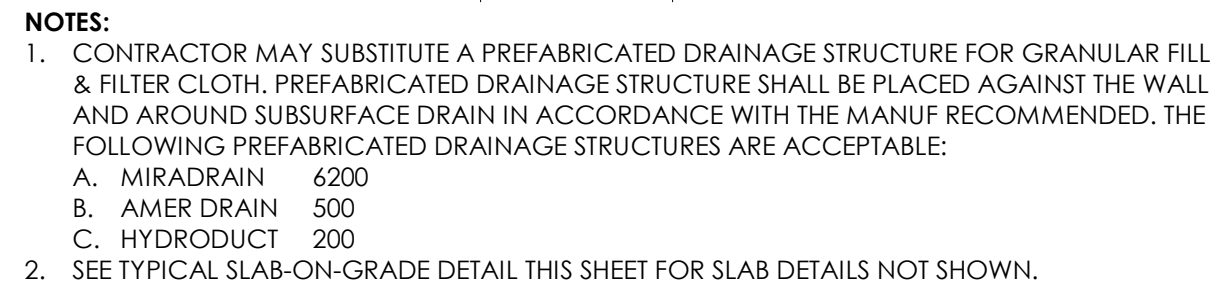 NOTES:
1. CONTRACTOR MAY SUBSTITUTE A PREFABRICATED DRAINAGE STRUCTURE FOR GRANULAR FILL
& FILTER CLOTH. PREFABRICATED DRAINAGE STRUCTURE SHALL BE PLACED AGAINST THE WALL
AND AROUND SUBSURFACE DRAIN IN ACCORDANCE WITH THE MANUF RECOMMENDED. THE
FOLLOWING PREFABRICATED DRAINAGE STRUCTURES ARE ACCEPTABLE:
A. MIRADRAIN 6200
B. AMER DRAIN 500
C. HYDRODUCT 200
2. SEE TYPICAL SLAB-ON-GRADE DETAIL THIS SHEET FOR SLAB DETAILS NOT SHOWN.